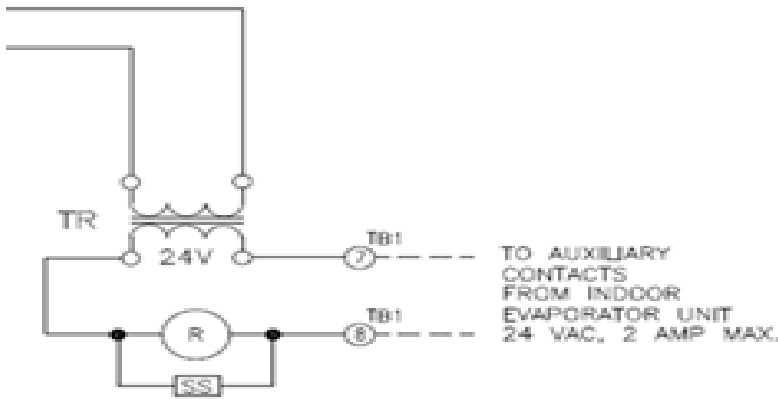 TR
24V
TB1
7
TO AUXILIARY
CONTACTS
FROM INDOOR
EVAPORATOR UNIT
24 VAC, 2 AMP MAX.
TB1
8
R
SS